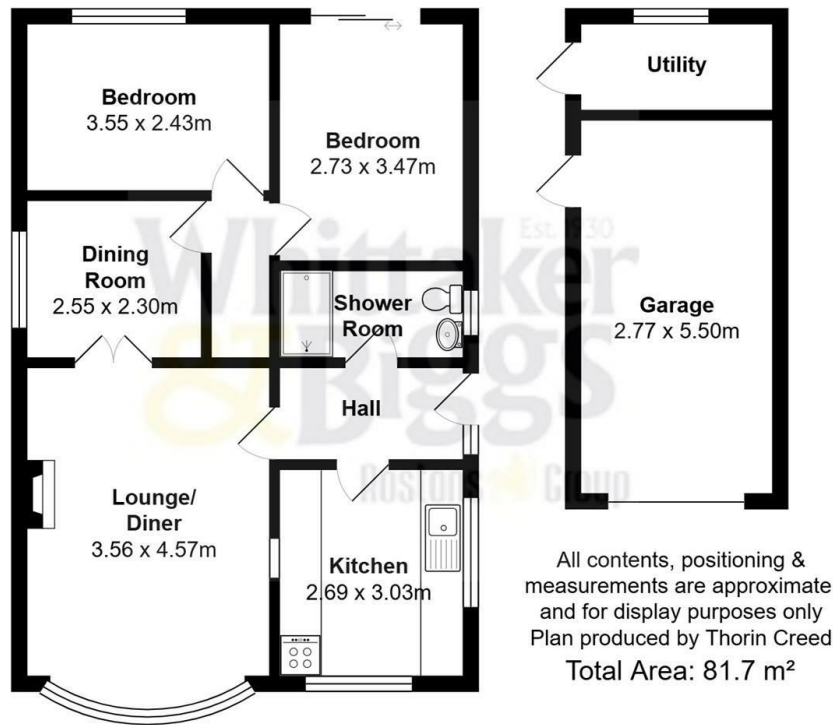 Bedroom
3.55 x 2.43m
Bedroom
2.73 x 3.47m
Utility
Dining
Room
2.55 x 2.30m
Shower
Room
Garage
2.77 x 5.50m
Hall
Lounge/
Diner
3.56 x 4.57m
Kitchen
2.69 x 3.03m
Whittaker
& Biggs
Est. 1930
Rostons Group
All contents, positioning &
measurements are approximate
and for display purposes only
Plan produced by Thorin Creed
Total Area: 81.7 m²